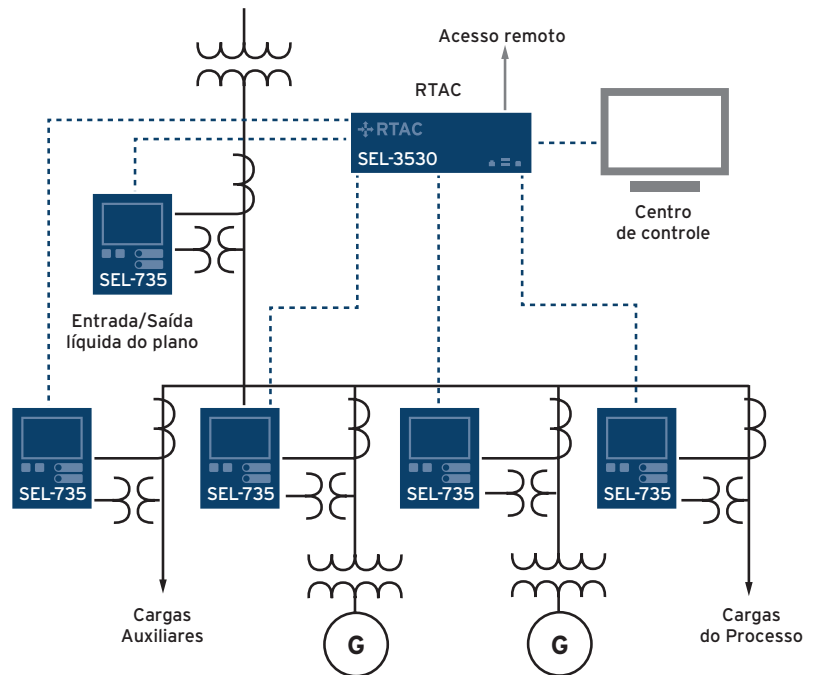 Acesso remoto
RTAC
RTAC
SEL-3530
Centro
de controle
SEL-735
Entrada/Saída
líquida do plano
SEL-735
SEL-735
SEL-735
SEL-735
Cargas
Auxiliares
G
G
Cargas
do Processo